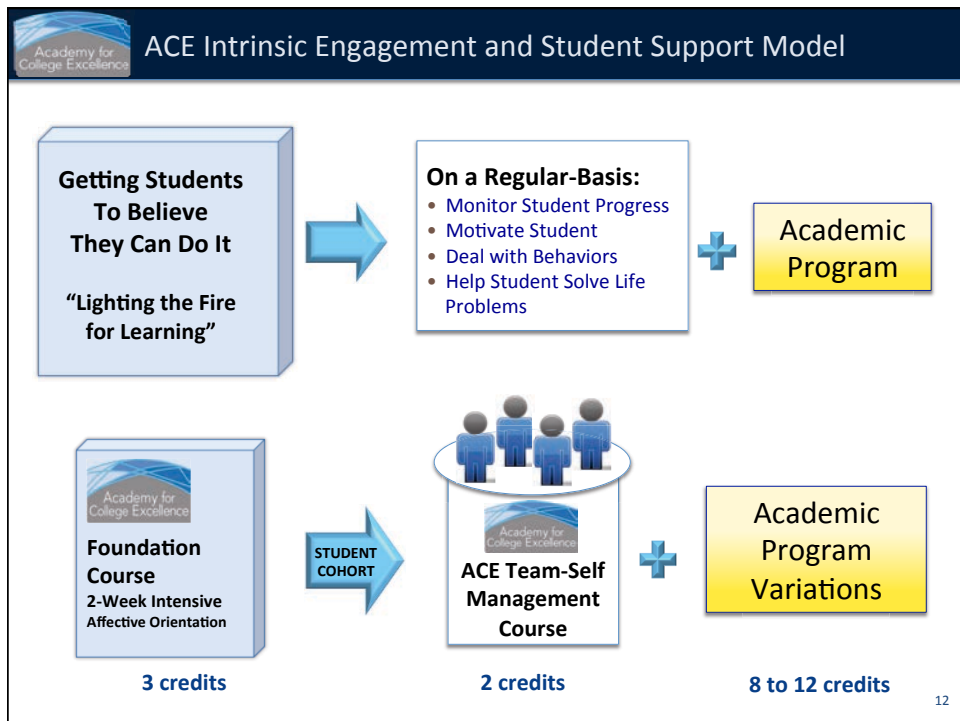 Academy for
College Excellence
ACE Intrinsic Engagement and Student Support Model
Getting Students
To Believe
They Can Do It
“Lighting the Fire
for Learning”
On a Regular-Basis:
• Monitor Student Progress
• Motivate Student
• Deal with Behaviors
• Help Student Solve Life
Problems
Academic
Program
Academy for
College Excellence
Foundation
Course
2-Week Intensive
Affective Orientation
STUDENT
COHORT
Academy for
College Excellence
ACE Team-Self
Management
Course
Academic
Program
Variations
3 credits
2 credits
8 to 12 credits
12